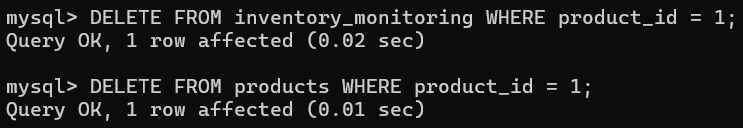 mysql> DELETE FROM inventory_monitoring WHERE product_id = 1;
Query OK, 1 row affected (0.02 sec)
mysql> DELETE FROM products WHERE product_id = 1;
Query OK, 1 row affected (0.01 sec)